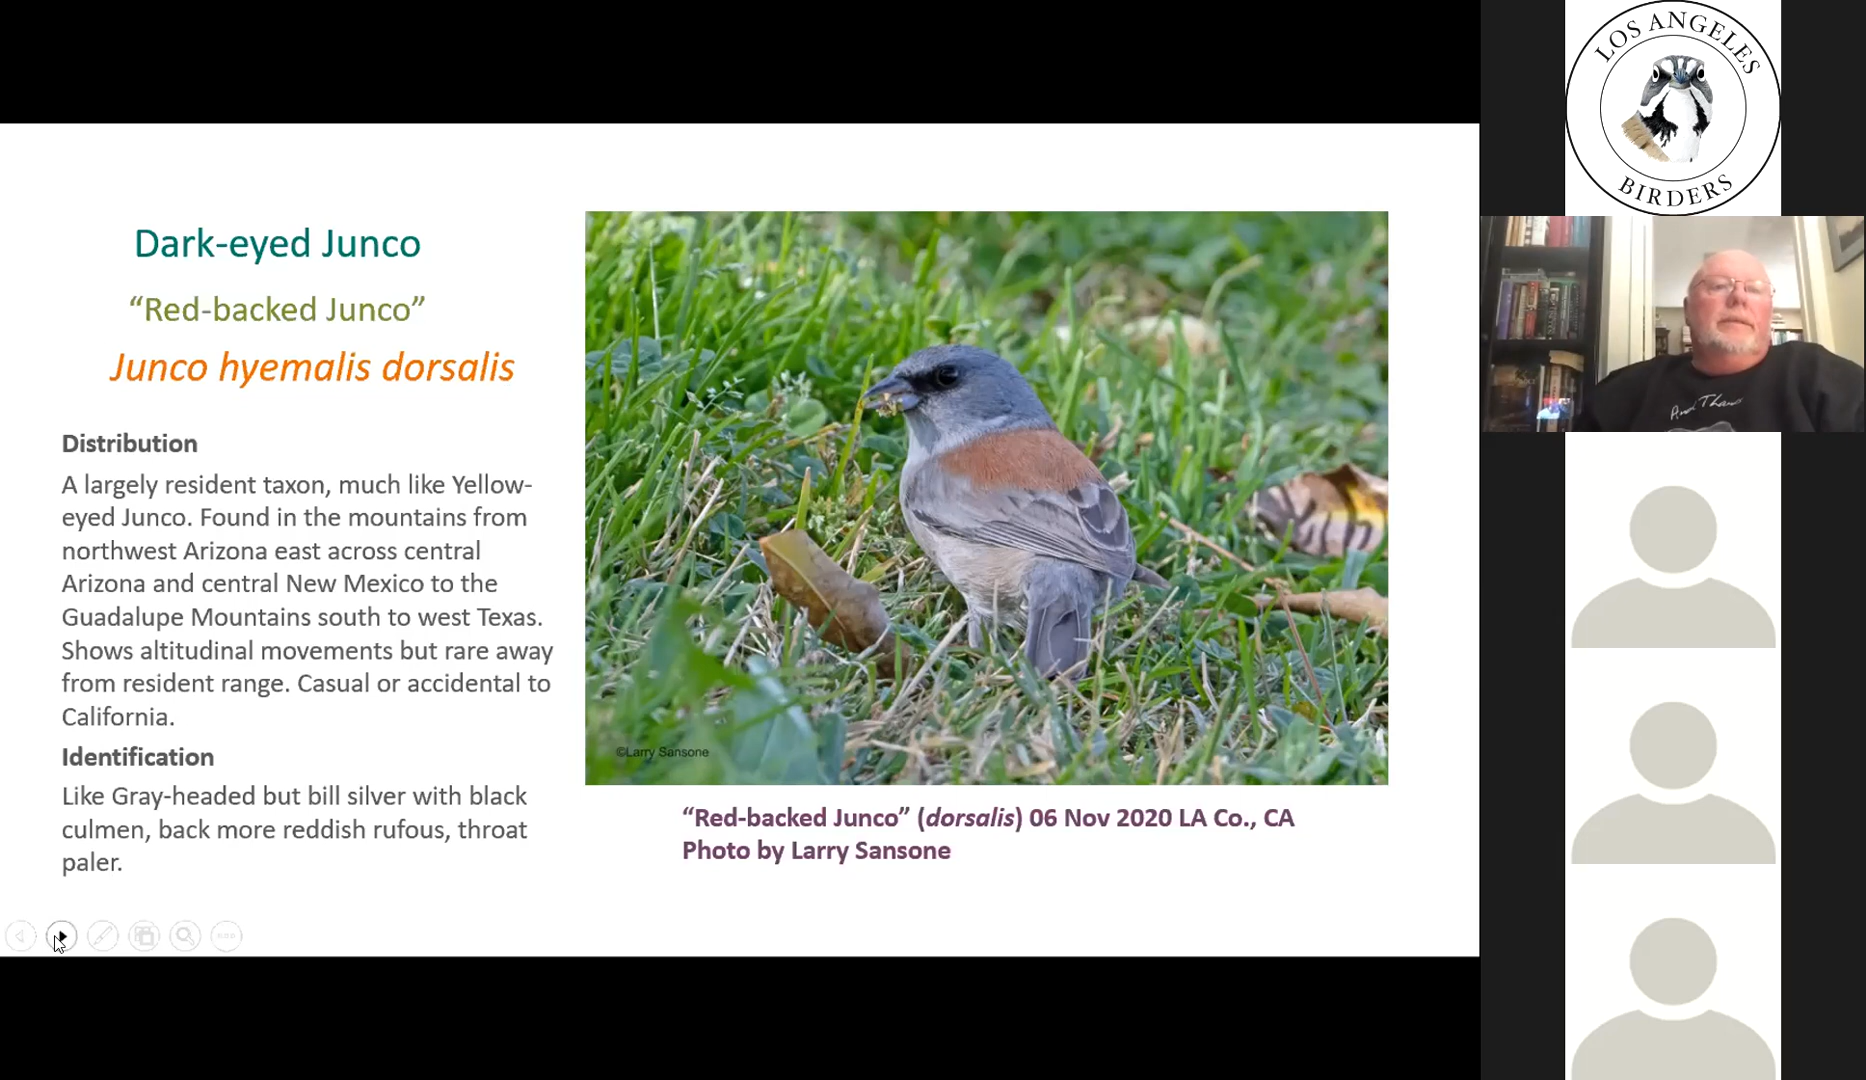 Dark-eyed Junco
“Red-backed Junco”
Junco hyemalis dorsalis
Distribution
A largely resident taxon, much like Yellow-
eyed Junco. Found in the mountains from
northwest Arizona east across central
Arizona and central New Mexico to the
Guadalupe Mountains south to west Texas.
Shows altitudinal movements but rare away
from resident range. Casual or accidental to
California.
Identification
Like Gray-headed but bill silver with black
culmen, back more reddish rufous, throat
paler.
©Larry Sansone
“Red-backed Junco” (dorsalis) 06 Nov 2020 LA Co., CA
Photo by Larry Sansone
LOS ANGELES
BIRDERS